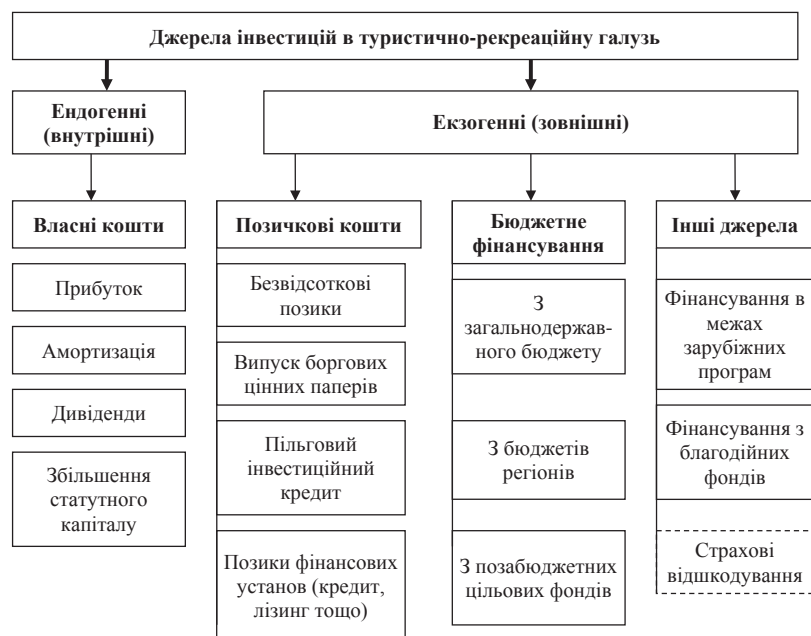 Джерела інвестицій в туристично-рекреаційну галузь
Ендогенні
(внутрішні)
Екзогенні (зовнішні)
Власні кошти
Прибуток
Амортизація
Дивіденди
Збільшення
статутного
капіталу
Позичкові кошти
Безвідсоткові
позики
Випуск боргових
цінних паперів
Пільговий
інвестиційний
кредит
Позики фінансових
установ (кредит,
лізинг тощо)
Бюджетне
фінансування
З
загальнодержав-
ного бюджету
З бюджетів
регіонів
З позабюджетних
цільових фондів
Інші джерела
Фінансування в
межах
зарубіжних
програм
Фінансування з
благодійних
фондів
Страхові
відшкодування